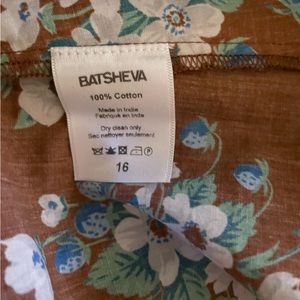 BATSHEVA
100% Cotton
Made in India
Fabriqué en Inde
Dry clean only
Sec nettoyer seulement
16